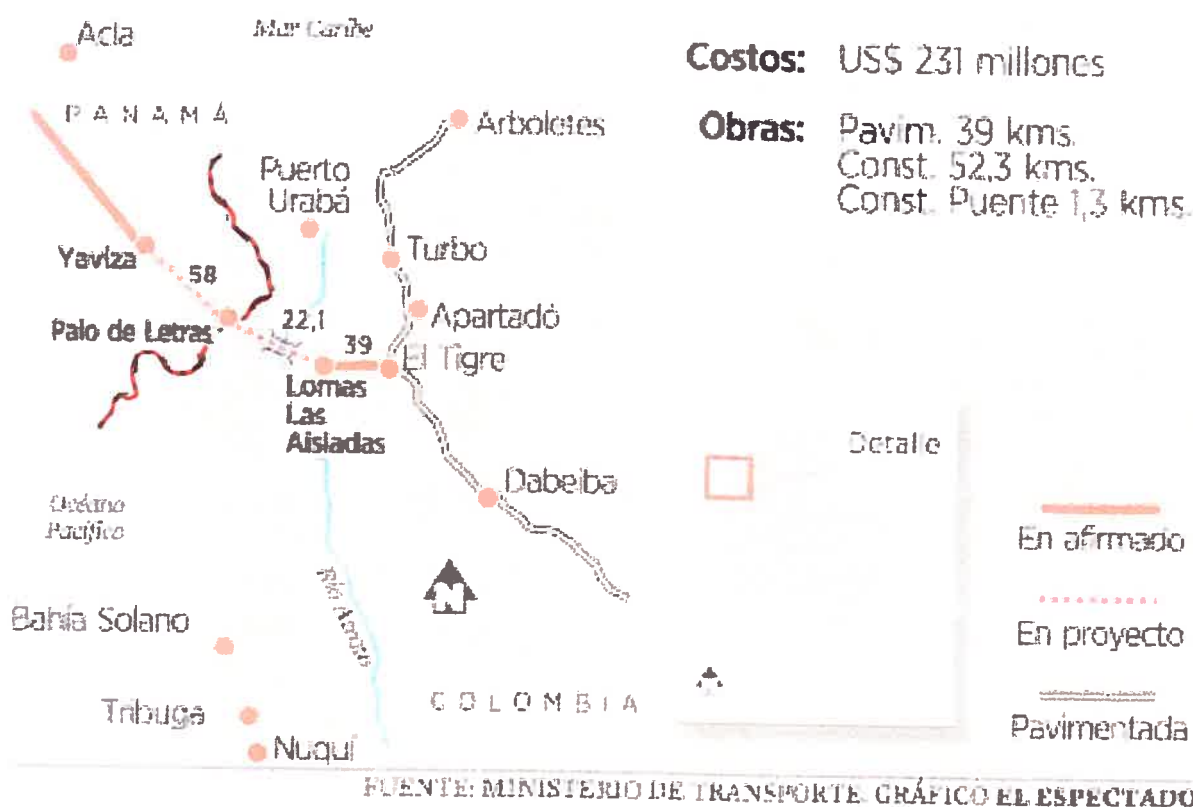 Acla
Mar Caribe
Costos: US$ 231 millones
PANAMÁ
Arboletes
Obras: Pavim. 39 kms.
Const. 52,3 kms.
Const. Puente 1,3 kms.
Puerto
Urabá
Yaviza
58
Turbo
Palo de Letras
22,1
Apartadó
39
El Tigre
Lomas
Las
Aisladas
Detalle
Dabeiba
Océano
Pacífico
En afirmado
N
Bahía Solano
Río Atrato
En proyecto
COLOMBIA
Tribuga
Pavimentada
Nuquí
FUENTE: MINISTERIO DE TRANSPORTE. GRÁFICO EL ESPECTADO